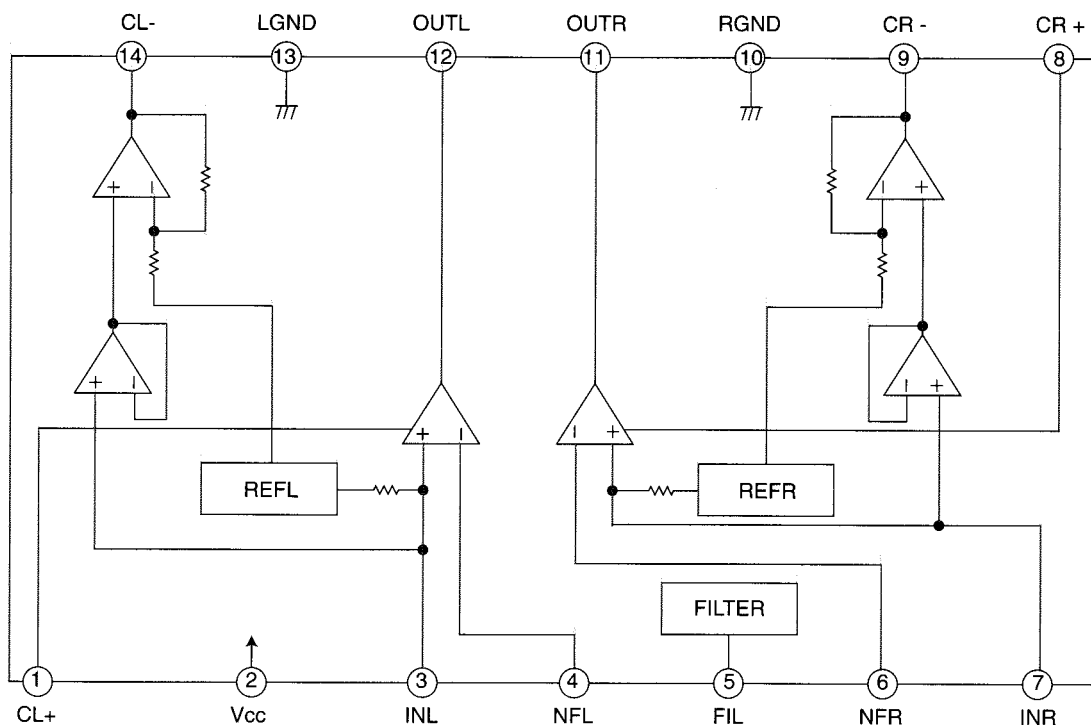 CL- LGND OUTL OUTR RGND CR - CR +
14 13 12 11 10 9 8
+ − − +
+ − − +
+ − − +
REFL REFR
FILTER
1 2 3 4 5 6 7
CL+ Vcc INL NFL FIL NFR INR